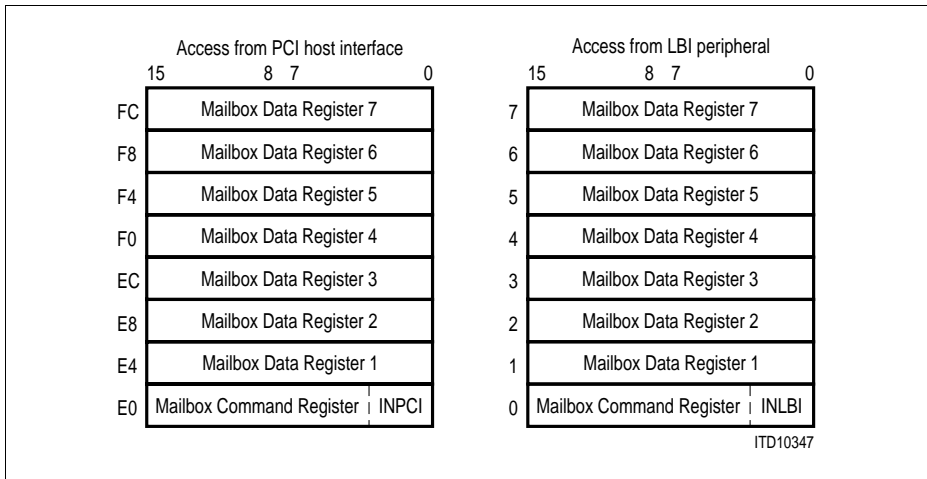 Access from PCI host interface
15 8 7 0
FC Mailbox Data Register 7
F8 Mailbox Data Register 6
F4 Mailbox Data Register 5
F0 Mailbox Data Register 4
EC Mailbox Data Register 3
E8 Mailbox Data Register 2
E4 Mailbox Data Register 1
E0 Mailbox Command Register INPCI
Access from LBI peripheral
15 8 7 0
7 Mailbox Data Register 7
6 Mailbox Data Register 6
5 Mailbox Data Register 5
4 Mailbox Data Register 4
3 Mailbox Data Register 3
2 Mailbox Data Register 2
1 Mailbox Data Register 1
0 Mailbox Command Register INLBI
ITD10347